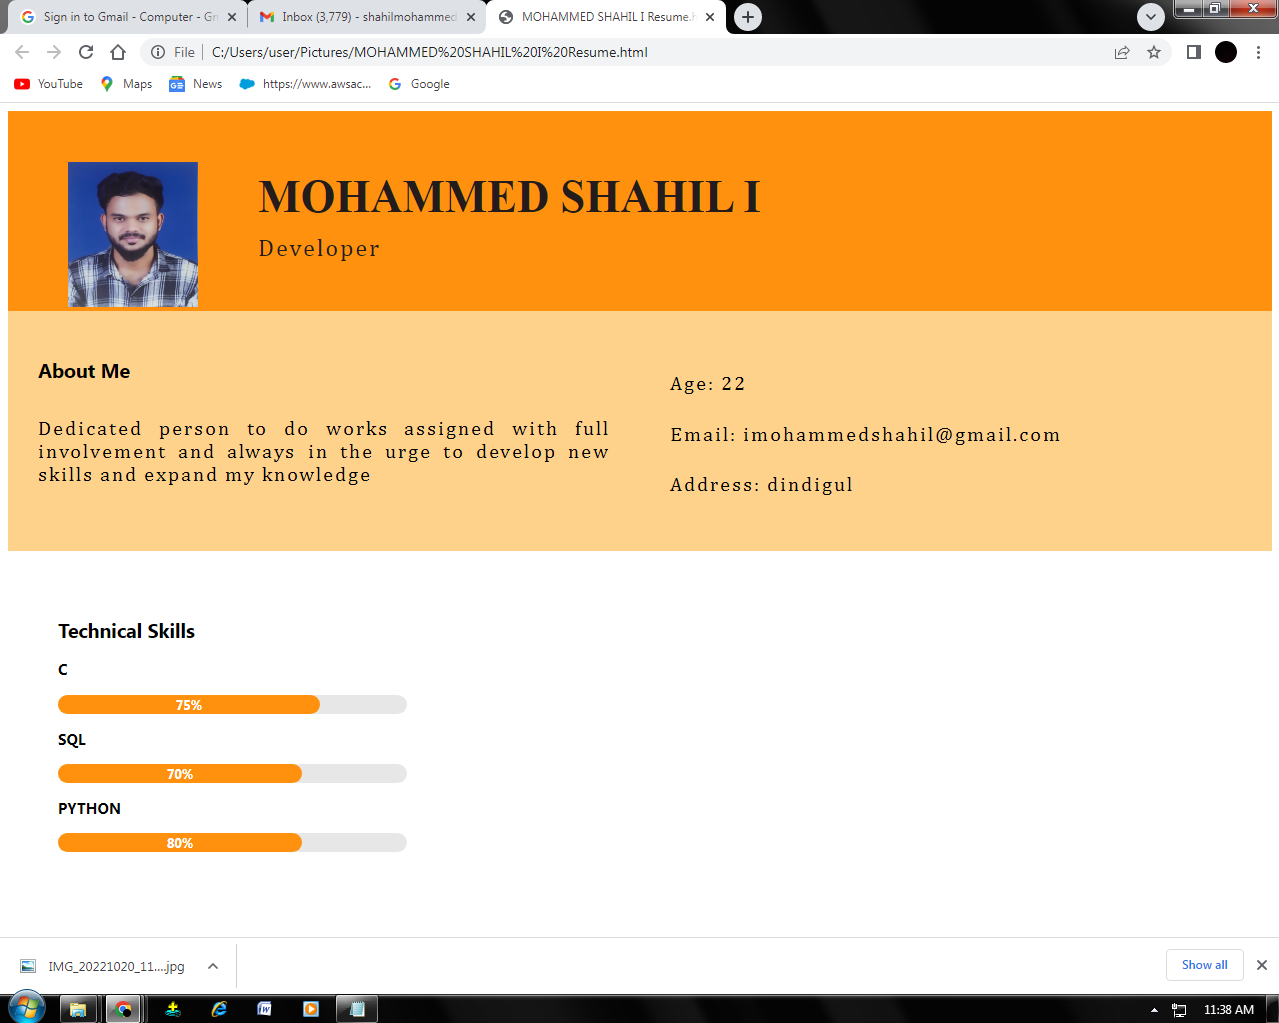 Sign in to Gmail - Computer - Gm
Inbox (3,779) - shahilmohammed
MOHAMMED SHAHIL I Resume.h
File
C:/Users/user/Pictures/MOHAMMED%20SHAHIL%20I%20Resume.html
YouTube
Maps
News
https://www.awsac...
Google
MOHAMMED SHAHIL I
Developer
About Me
Dedicated person to do works assigned with full
involvement and always in the urge to develop new
skills and expand my knowledge
Age: 22
Email: imohammedshahil@gmail.com
Address: dindigul
Technical Skills
C
75%
SQL
70%
PYTHON
80%
IMG_20221020_11....jpg
Show all
11:38 AM